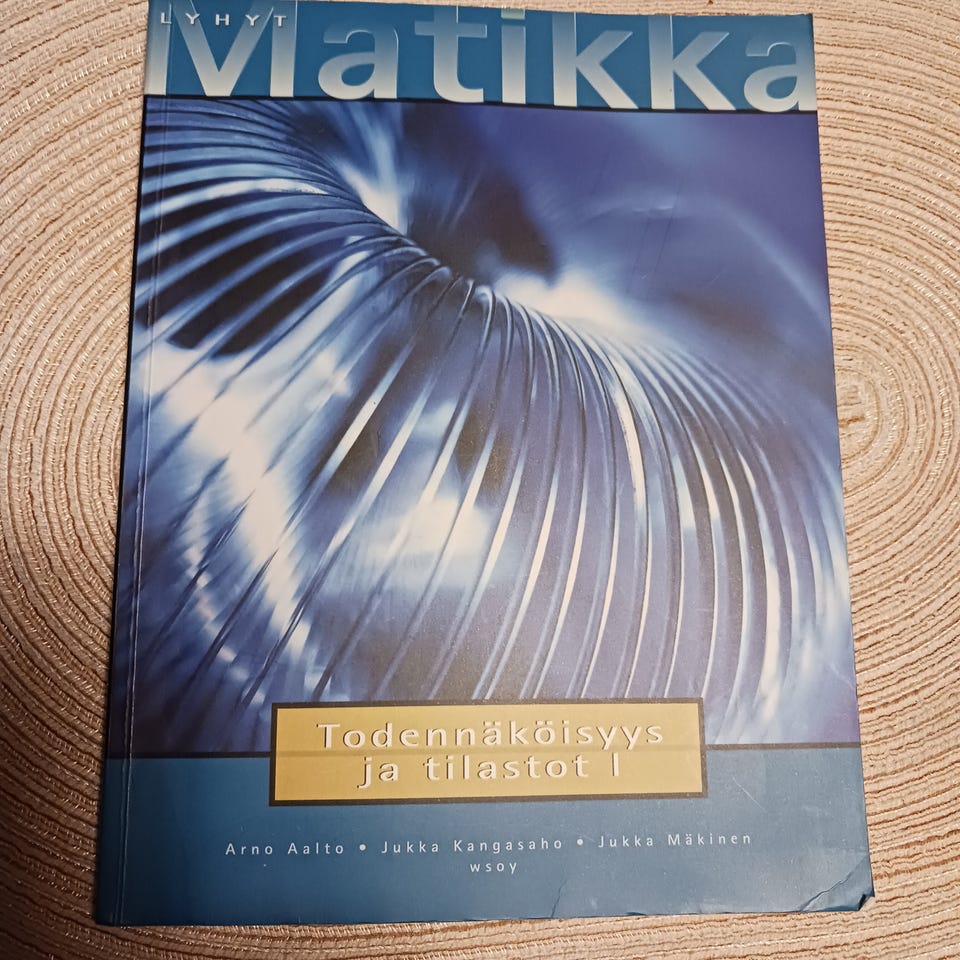 LYHYT
Matikka
Todennäköisyys
ja tilastot I
Arno Aalto • Jukka Kangasaho • Jukka Mäkinen
wsoy